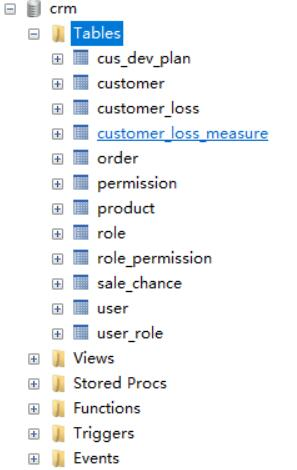 crm
Tables
cus_dev_plan
customer
customer_loss
customer_loss_measure
order
permission
product
role
role_permission
sale_chance
user
user_role
Views
Stored Procs
Functions
Triggers
Events